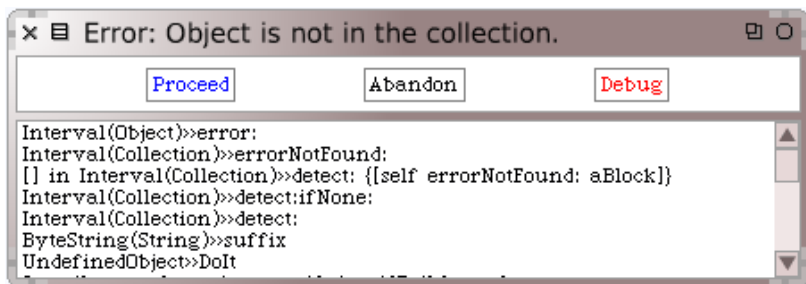 Error: Object is not in the collection.
Proceed Abandon Debug
Interval(Object)>>error:
Interval(Collection)>>errorNotFound:
[] in Interval(Collection)>>detect: {[self errorNotFound: aBlock]}
Interval(Collection)>>detect:ifNone:
Interval(Collection)>>detect:
ByteString(String)>>suffix
UndefinedObject>>DoIt